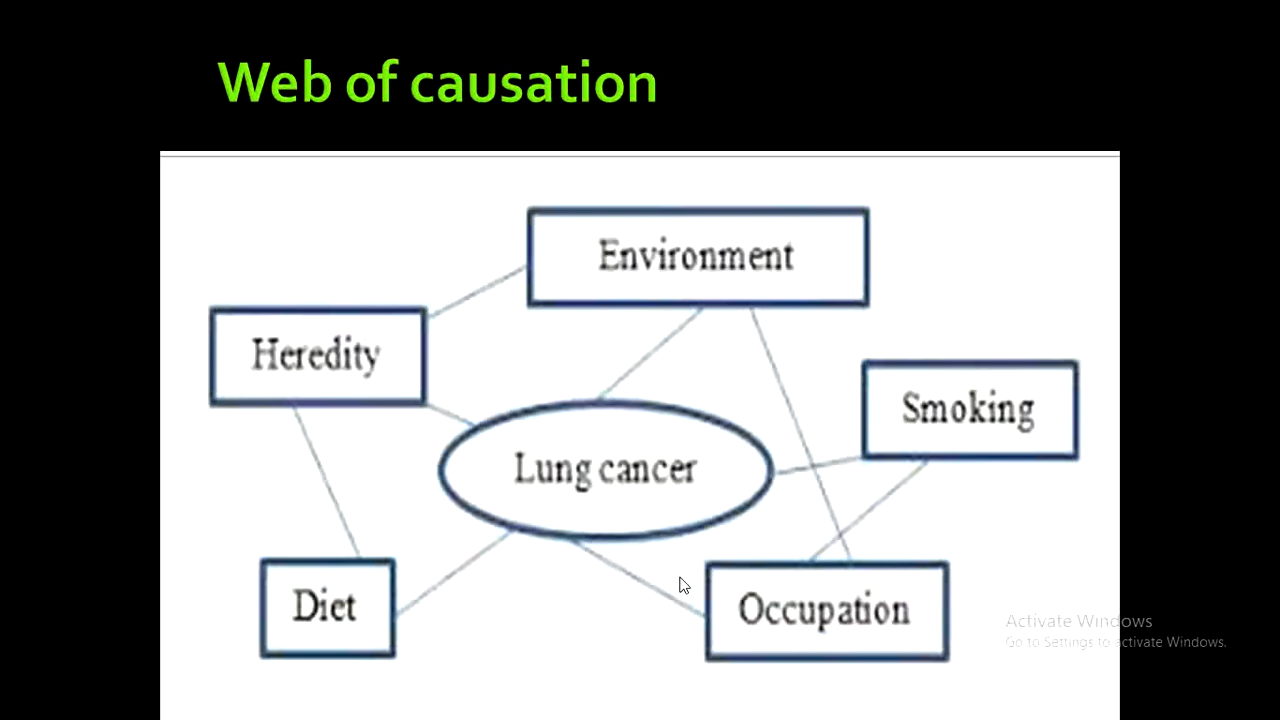 Web of causation
Environment
Heredity
Smoking
Lung cancer
Diet
Occupation
Activate Windows
Go to Settings to activate Windows.